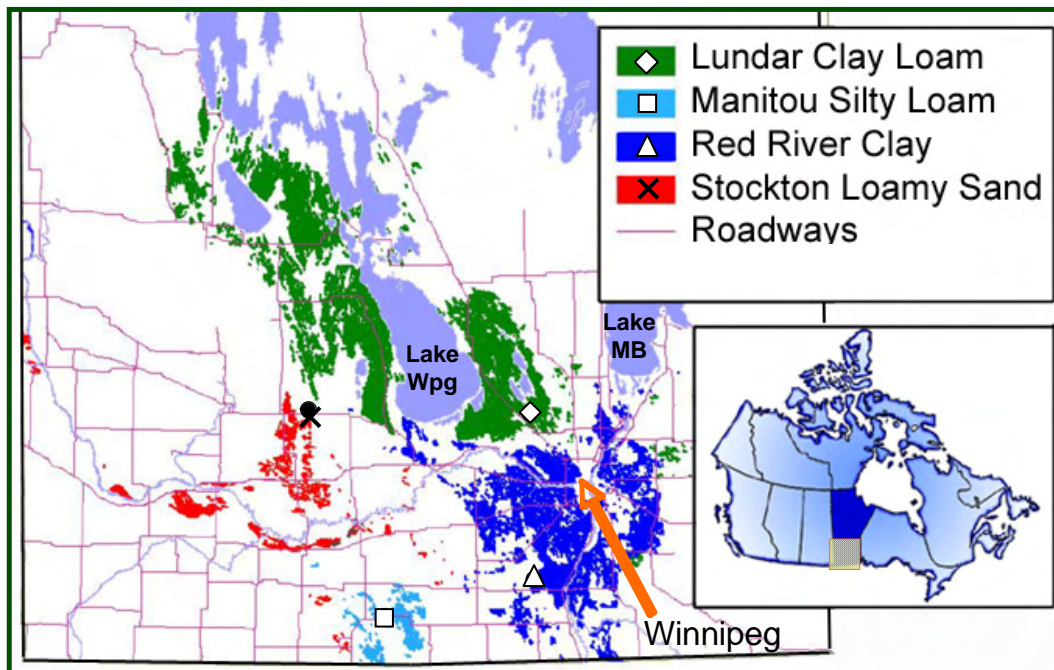 Lundar Clay Loam
Manitou Silty Loam
Red River Clay
Stockton Loamy Sand
Roadways
Lake
MB
Lake
Wpg
Winnipeg